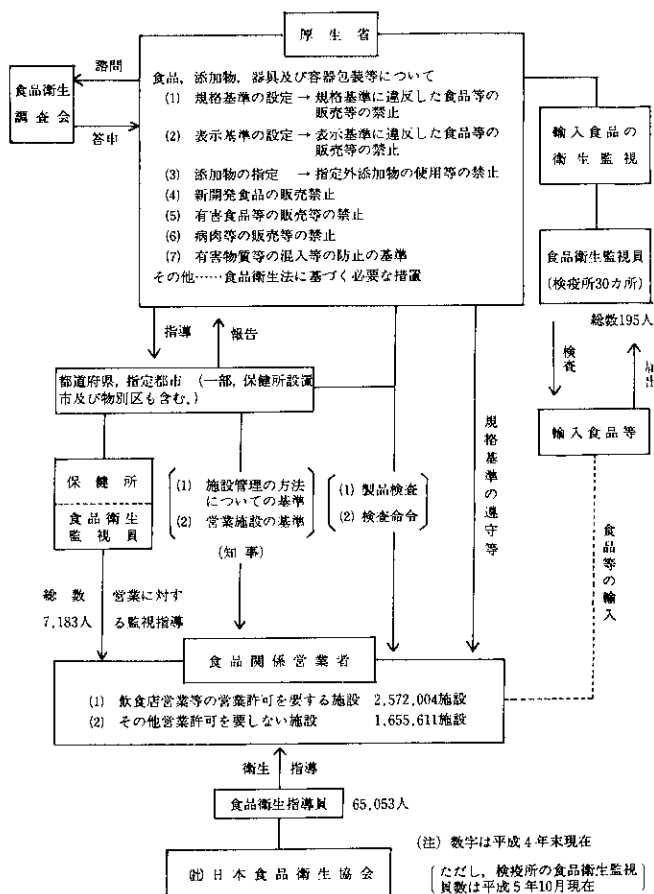 厚生省
諮問
食品衛生
調査会
答申
食品，添加物，器具及び容器包装等について
(1) 規格基準の設定 → 規格基準に違反した食品等の
販売等の禁止
(2) 表示基準の設定 → 表示基準に違反した食品等の
販売等の禁止
(3) 添加物の指定 → 指定外添加物の使用等の禁止
(4) 新開発食品の販売禁止
(5) 有害食品等の販売等の禁止
(6) 病肉等の販売等の禁止
(7) 有害物質等の混入等の防止の基準
その他……食品衛生法に基づく必要な措置
輸入食品の
衛生監視
食品衛生監視員
(検疫所30カ所)
総数195人
検査
届出
輸入食品等
食品等の輸入
指導
報告
都道府県，指定都市 (一部，保健所設置
市及び物別区も含む、)
保健所
食品衛生
監視員
(1) 施設管理の方法
についての基準
(2) 営業施設の基準
(知事)
(1) 製品検査
(2) 検査命令
規格基準の遵守等
総数
7,183人
営業に対す
る監視指導
食品関係営業者
(1) 飲食店営業等の営業許可を要する施設 2,572,004施設
(2) その他営業許可を要しない施設 1,655,611施設
衛生 指導
食品衛生指導員 65,053人
㈳日本食品衛生協会
(注) 数字は平成4年末現在
ただし，検疫所の食品衛生監視
員数は平成5年10月現在